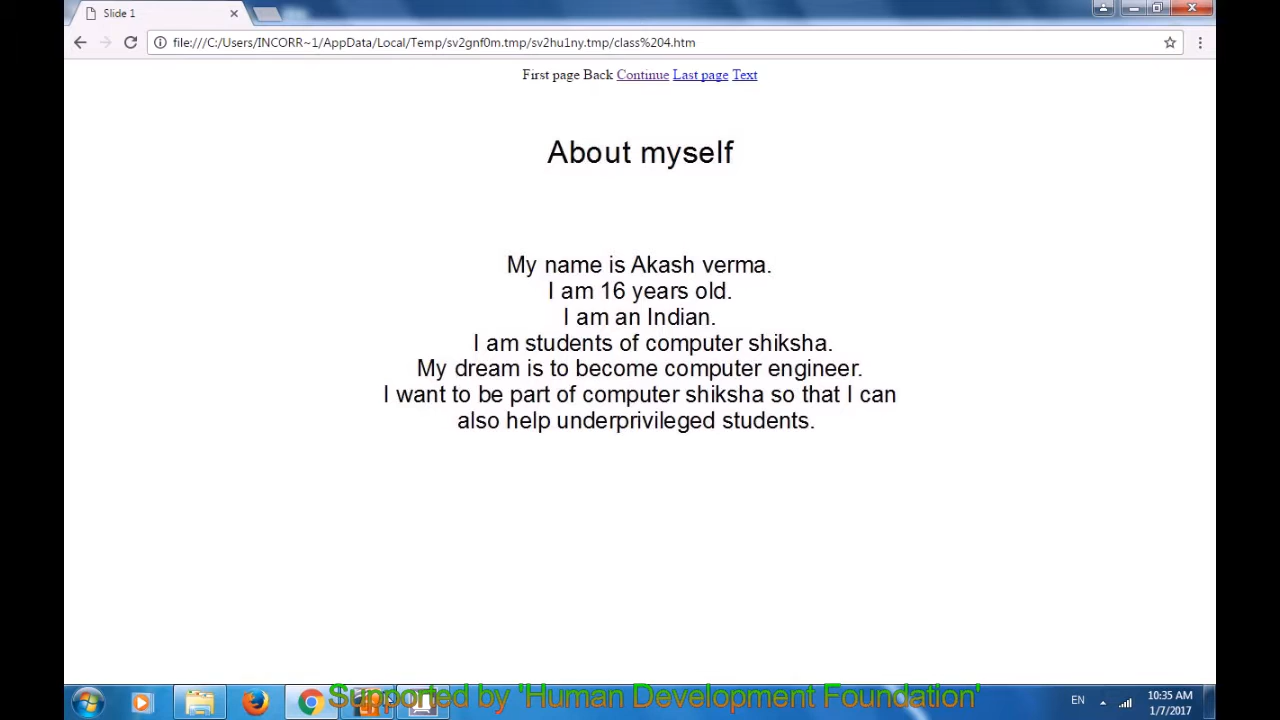 Slide 1
file:///C:/Users/INCORR~1/AppData/Local/Temp/sv2gnf0m.tmp/sv2hu1ny.tmp/class%204.htm
First page Back Continue Last page Text
About myself
My name is Akash verma.
I am 16 years old.
I am an Indian.
I am students of computer shiksha.
My dream is to become computer engineer.
I want to be part of computer shiksha so that I can
also help underprivileged students.
Supported by 'Human Development Foundation'
EN
10:35 AM
1/7/2017